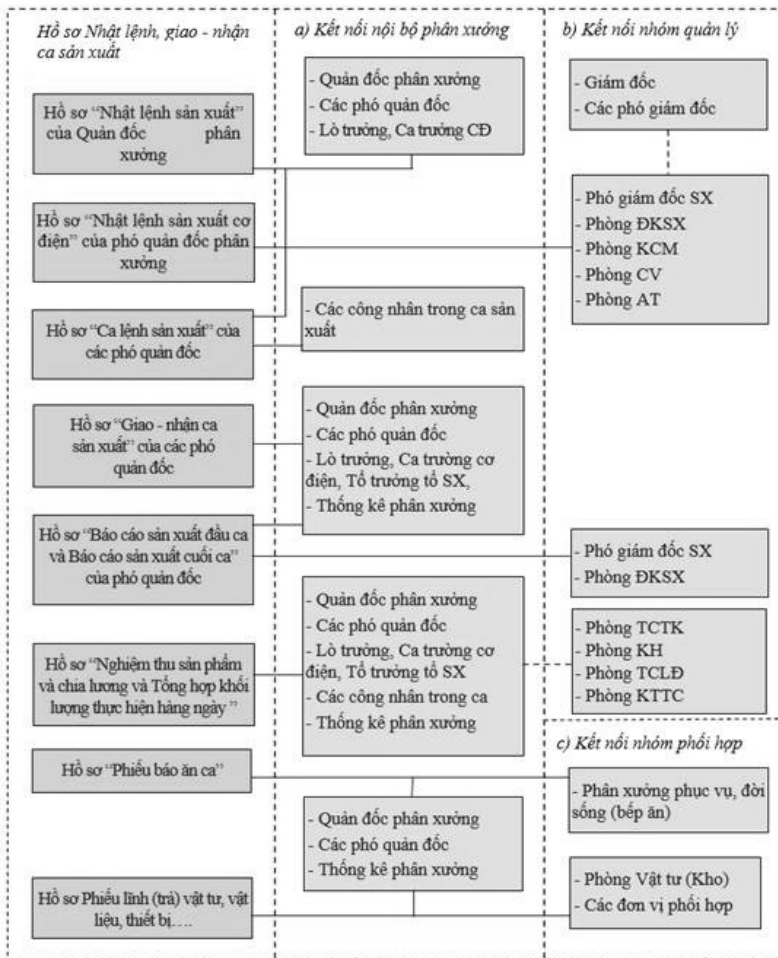 Hồ sơ Nhật lệnh, giao - nhận
ca sản xuất
Hồ sơ “Nhật lệnh sản xuất”
của Quản đốc phân
xưởng
Hồ sơ “Nhật lệnh sản xuất cơ
điện” của phó quản đốc phân
xưởng
Hồ sơ “Ca lệnh sản xuất” của
các phó quản đốc
Hồ sơ “Giao - nhận ca
sản xuất” của các phó
quản đốc
Hồ sơ “Báo cáo sản xuất đầu ca
và Báo cáo sản xuất cuối ca”
của phó quản đốc
Hồ sơ “Nghiệm thu sản phẩm
và chia lương và Tổng hợp khối
lượng thực hiện hàng ngày ”
Hồ sơ “Phiếu báo ăn ca”
Hồ sơ Phiếu lĩnh (trả) vật tư, vật
liệu, thiết bị….
a) Kết nối nội bộ phân xưởng
- Quản đốc phân xưởng
- Các phó quản đốc
- Lò trưởng, Ca trưởng CĐ
- Các công nhân trong ca sản
xuất
- Quản đốc phân xưởng
- Các phó quản đốc
- Lò trưởng, Ca trường cơ
điện, Tổ trưởng tổ SX,
- Thống kê phân xưởng
- Quản đốc phân xưởng
- Các phó quản đốc
- Lò trưởng, Ca trường cơ
điện, Tổ trưởng tổ SX
- Các công nhân trong ca
- Thống kê phân xưởng
- Quản đốc phân xưởng
- Các phó quản đốc
- Thống kê phân xưởng
b) Kết nối nhóm quản lý
- Giám đốc
- Các phó giám đốc
- Phó giám đốc SX
- Phòng ĐKSX
- Phòng KCM
- Phòng CV
- Phòng AT
- Phó giám đốc SX
- Phòng ĐKSX
- Phòng TCTK
- Phòng KH
- Phòng TCLĐ
- Phòng KTTC
c) Kết nối nhóm phối hợp
- Phân xưởng phục vụ, đời
sống (bếp ăn)
- Phòng Vật tư (Kho)
- Các đơn vị phối hợp